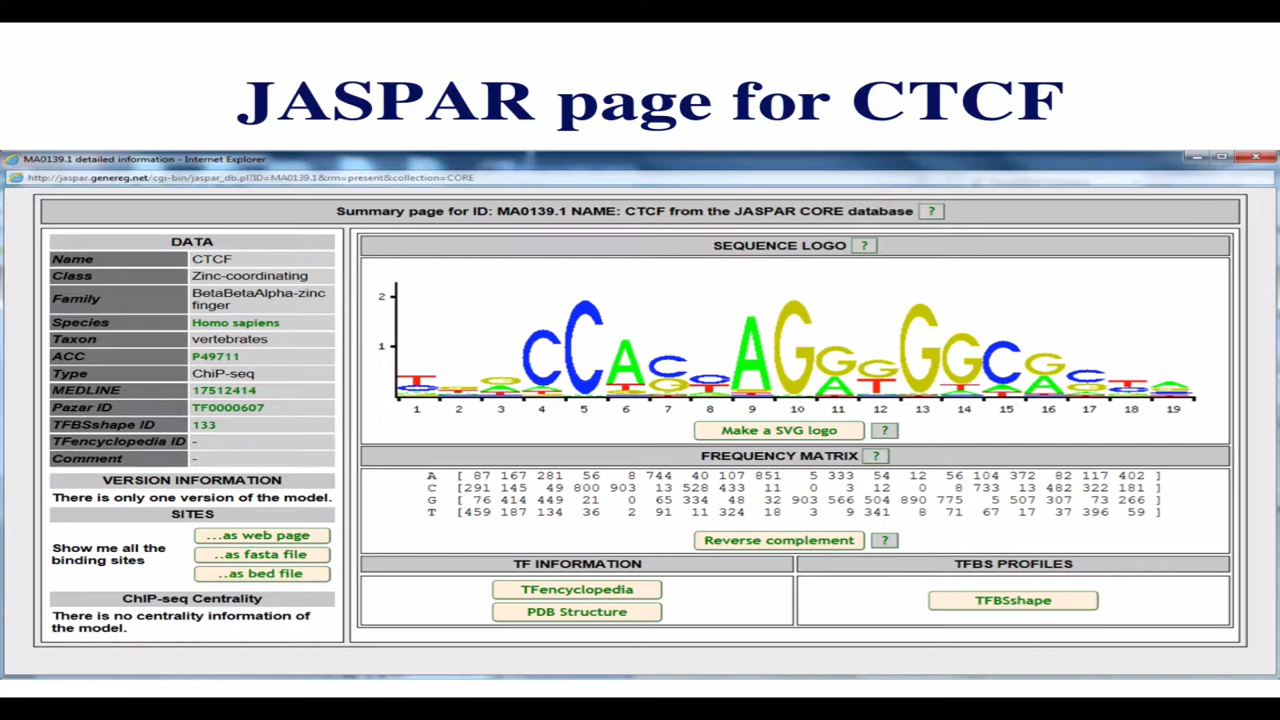 JASPAR page for CTCF
MA0139.1 detailed information - Internet Explorer
http://jaspar.genereg.net/cgi-bin/jaspar_db.pl?ID=MA0139.1&rm=present&collection=CORE
Summary page for ID: MA0139.1 NAME: CTCF from the JASPAR CORE database ?
DATA
Name CTCF
Class Zinc-coordinating
Family BetaBetaAlpha-zinc
finger
Species Homo sapiens
Taxon vertebrates
ACC P49711
Type ChiP-seq
MEDLINE 17512414
Pazar ID TF0000607
TFBSshape ID 133
TFencyclopedia ID -
Comment -
VERSION INFORMATION
There is only one version of the model.
SITES
Show me all the
binding sites
...as web page
..as fasta file
..as bed file
ChIP-seq Centrality
There is no centrality information of
the model.
SEQUENCE LOGO ?
2
1
1 2 3 4 5 6 7 8 9 10 11 12 13 14 15 16 17 18 19
Make a SVG logo ?
FREQUENCY MATRIX ?
A [ 87 167 281 56 8 744 40 107 851 5 333 54 12 56 104 372 82 117 402 ]
C [291 145 49 800 903 13 528 433 11 0 3 12 0 8 733 13 482 322 181 ]
G [ 76 414 449 21 0 65 334 48 32 903 566 504 890 775 5 507 307 73 266 ]
T [459 187 134 36 2 91 11 324 18 3 9 341 8 71 67 17 37 396 59 ]
Reverse complement ?
TF INFORMATION
TFencyclopedia
PDB Structure
TFBS PROFILES
TFBSshape